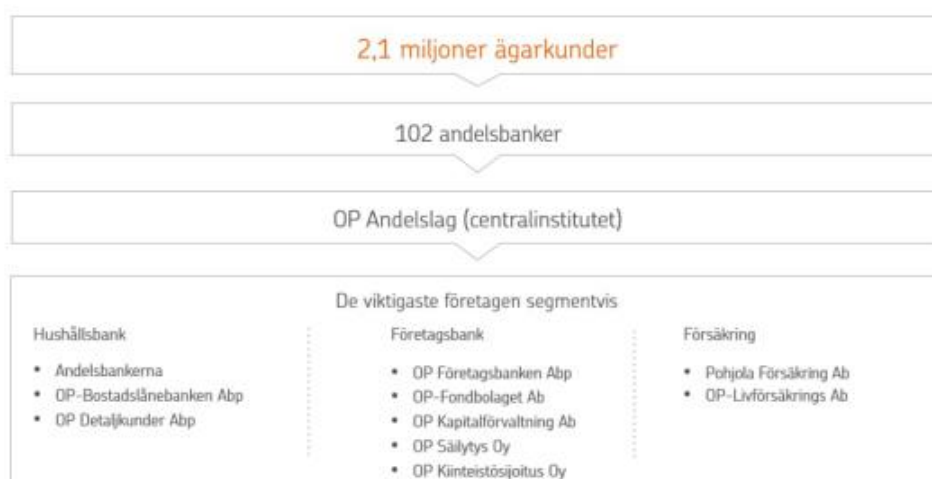 2,1 miljoner ägarkunder
102 andelsbanker
OP Andelslag (centralinstitutet)
De viktigaste företagen segmentvis
Hushållsbank
• Andelsbankerna
• OP-Bostadslånebanken Abp
• OP Detaljkunder Abp
Företagsbank
• OP Företagsbanken Abp
• OP-Fondbolaget Ab
• OP Kapitalförvaltning Ab
• OP Säilytys Oy
• OP Kiinteistösijoitus Oy
Försäkring
• Pohjola Försäkring Ab
• OP-Livförsäkrings Ab